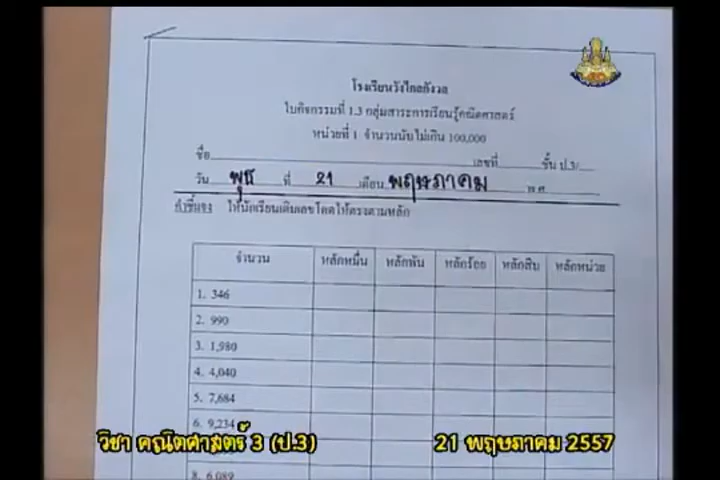 โรงเรียนวังไกลกังวล
ใบกิจกรรมที่ 1.3 กลุ่มสาระการเรียนรู้คณิตศาสตร์
หน่วยที่ 1 จำนวนนับไม่เกิน 100,000
ชื่อ เลขที่ ชั้น ป.3/
วัน พุธ ที่ 21 เดือน พฤษภาคม พ.ศ.
คำชี้แจง ให้นักเรียนเติมเลขโดดให้ตรงตามหลัก
จำนวน หลักหมื่น หลักพัน หลักร้อย หลักสิบ หลักหน่วย
1. 346
2. 990
3. 1,980
4. 4,040
5. 7,684
6. 9,234
วิชา คณิตศาสตร์ 3 (ป.3) 21 พฤษภาคม 2557
8. 6,089